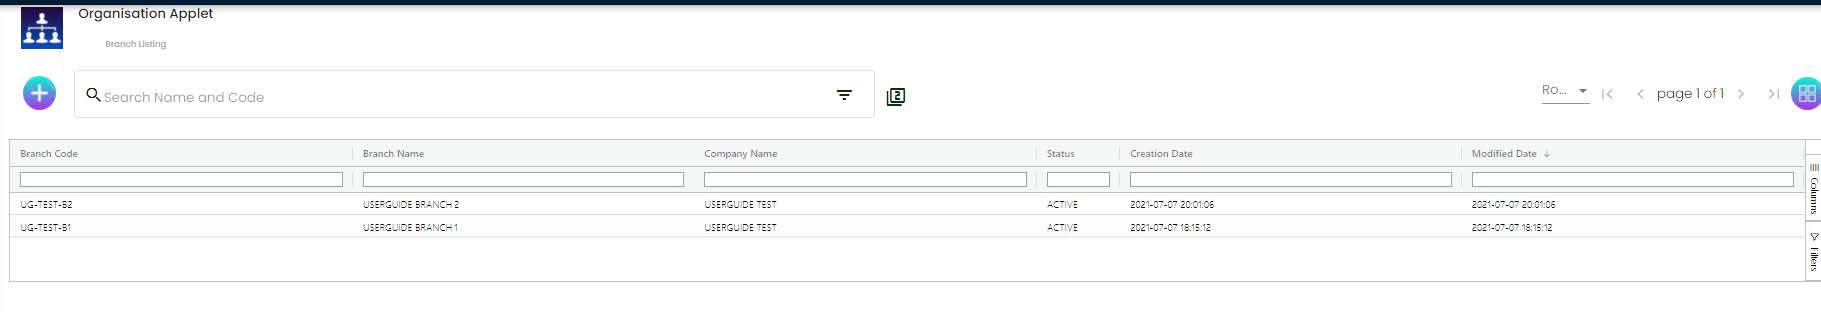 Organisation Applet
Branch Listing
Search Name and Code
2
Ro...
page 1 of 1
Branch Code Branch Name Company Name Status Creation Date Modified Date
UG-TEST-B2 USERGUIDE BRANCH 2 USERGUIDE TEST ACTIVE 2021-07-07 20:01:06 2021-07-07 20:01:06
UG-TEST-B1 USERGUIDE BRANCH 1 USERGUIDE TEST ACTIVE 2021-07-07 18:15:12 2021-07-07 18:15:12
Columns
Filters